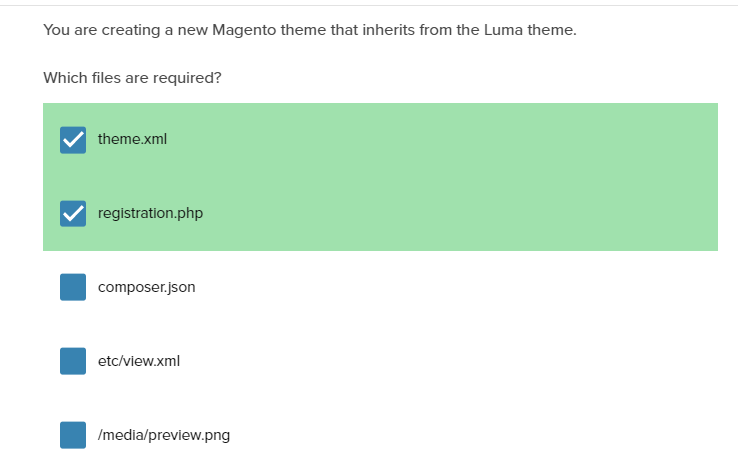 You are creating a new Magento theme that inherits from the Luma theme.
Which files are required?
theme.xml
registration.php
composer.json
etc/view.xml
/media/preview.png